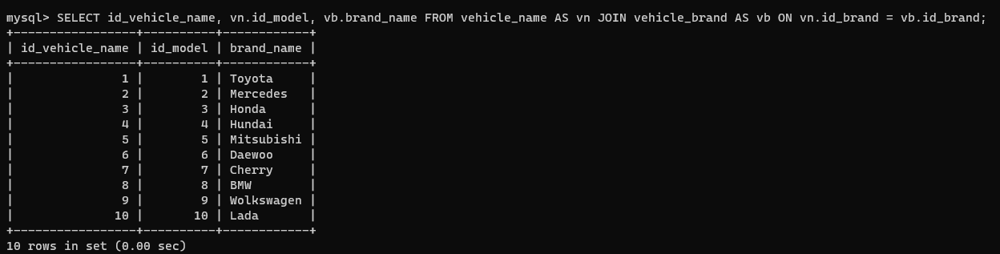 mysql> SELECT id_vehicle_name, vn.id_model, vb.brand_name FROM vehicle_name AS vn JOIN vehicle_brand AS vb ON vn.id_brand = vb.id_brand;
+-----------------+----------+------------+
| id_vehicle_name | id_model | brand_name |
+-----------------+----------+------------+
|               1 |        1 | Toyota     |
|               2 |        2 | Mercedes   |
|               3 |        3 | Honda      |
|               4 |        4 | Hundai     |
|               5 |        5 | Mitsubishi |
|               6 |        6 | Daewoo     |
|               7 |        7 | Cherry     |
|               8 |        8 | BMW        |
|               9 |        9 | Wolkswagen |
|              10 |       10 | Lada       |
+-----------------+----------+------------+
10 rows in set (0.00 sec)